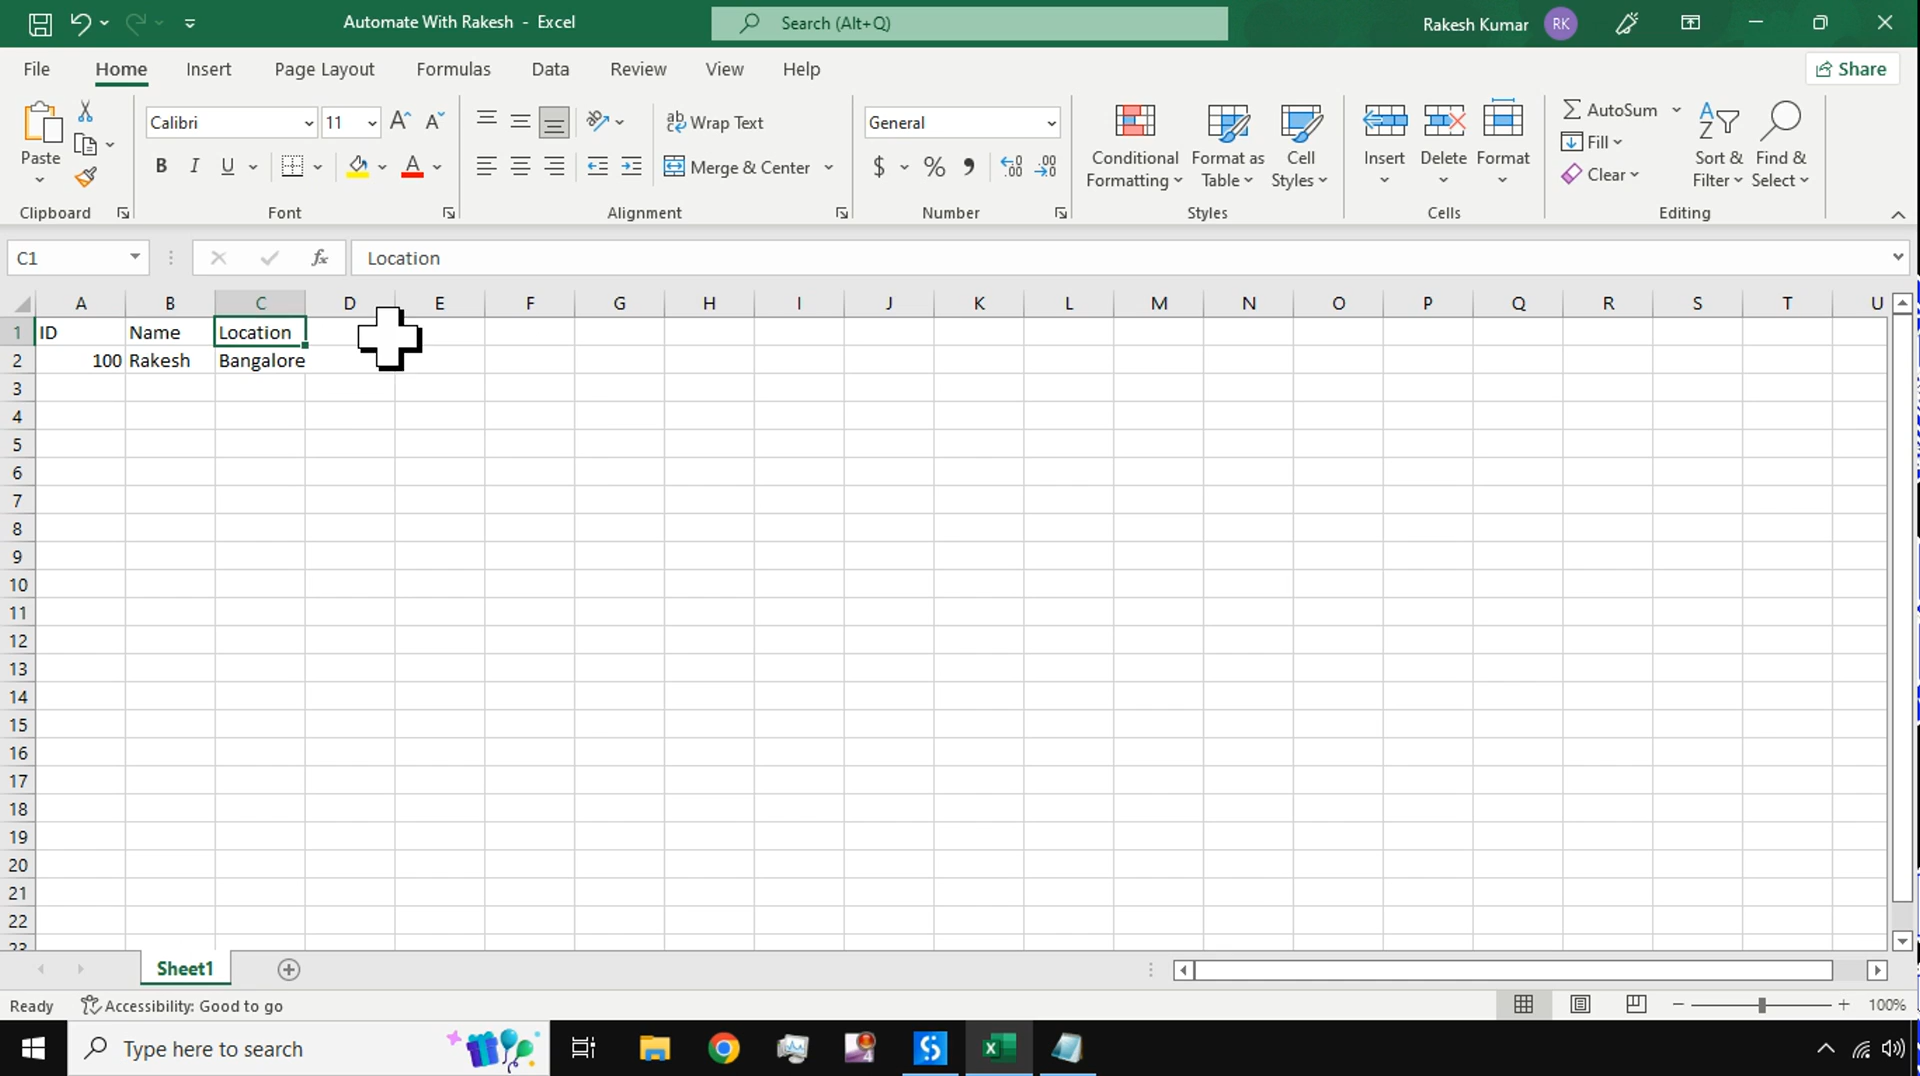 Automate With Rakesh - Excel
Search (Alt+Q)
Rakesh Kumar
RK
File Home Insert Page Layout Formulas Data Review View Help
Share
Paste
Clipboard
Calibri 11
B I U
Font
Wrap Text
Merge & Center
Alignment
General
$ % 9
Number
Conditional Formatting
Format as Table
Cell Styles
Styles
Insert
Delete
Format
Cells
AutoSum
Fill
Clear
Sort & Filter
Find & Select
Editing
C1
fx
Location
A B C D E F G H I J K L M N O P Q R S T U
1 ID Name Location
2 100 Rakesh Bangalore
3
4
5
6
7
8
9
10
11
12
13
14
15
16
17
18
19
20
21
22
23
Sheet1
Ready Accessibility: Good to go
100%
Type here to search